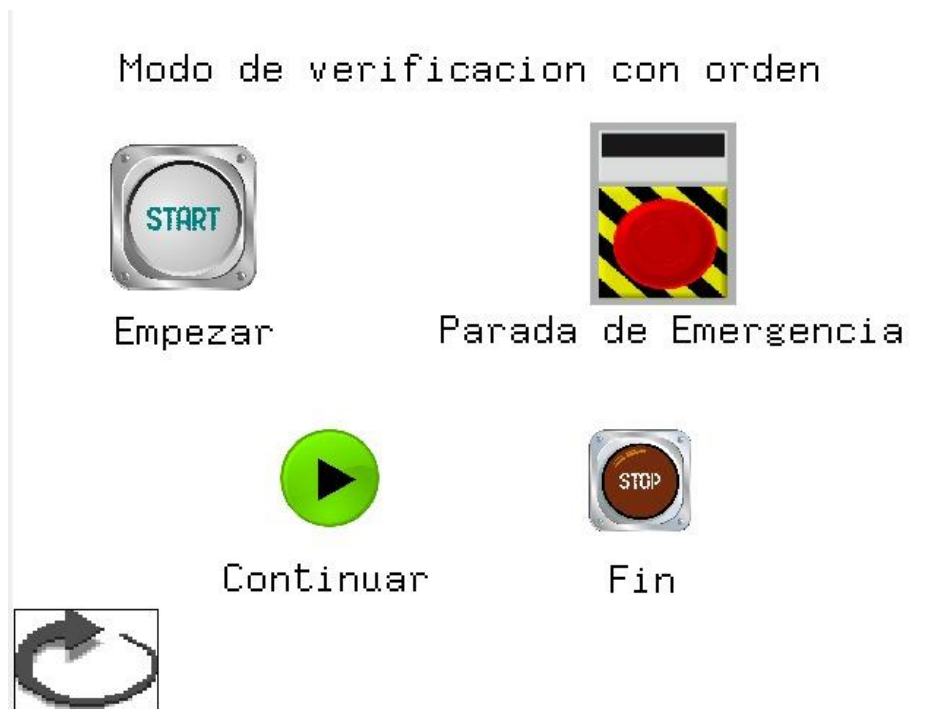 Modo de verificacion con orden
START
Empezar
Parada de Emergencia
STOP
Continuar
Fin